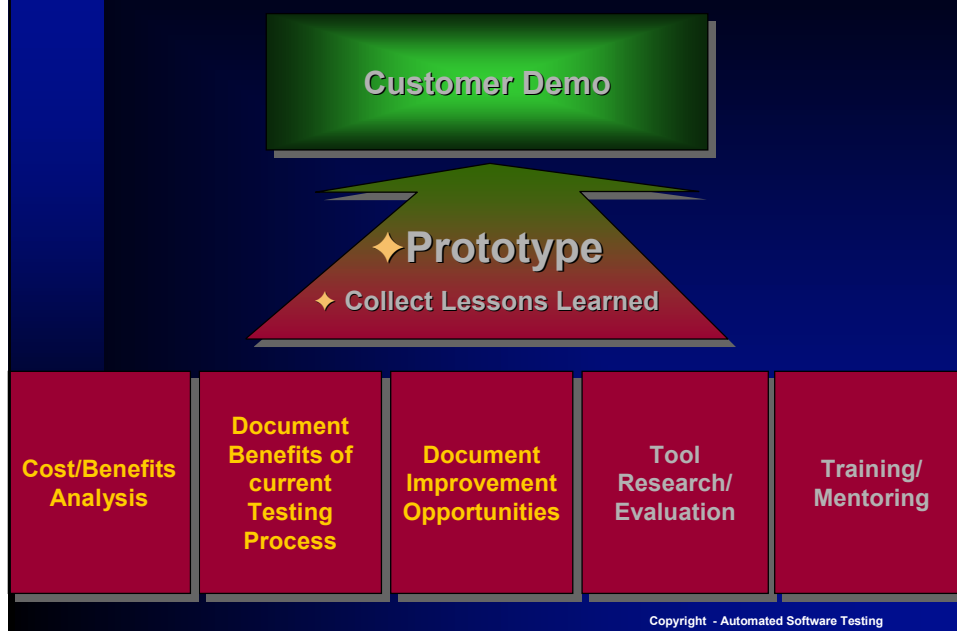 Customer Demo
✦Prototype
✦ Collect Lessons Learned
Cost/Benefits
Analysis
Document
Benefits of
current
Testing
Process
Document
Improvement
Opportunities
Tool
Research/
Evaluation
Training/
Mentoring
Copyright - Automated Software Testing